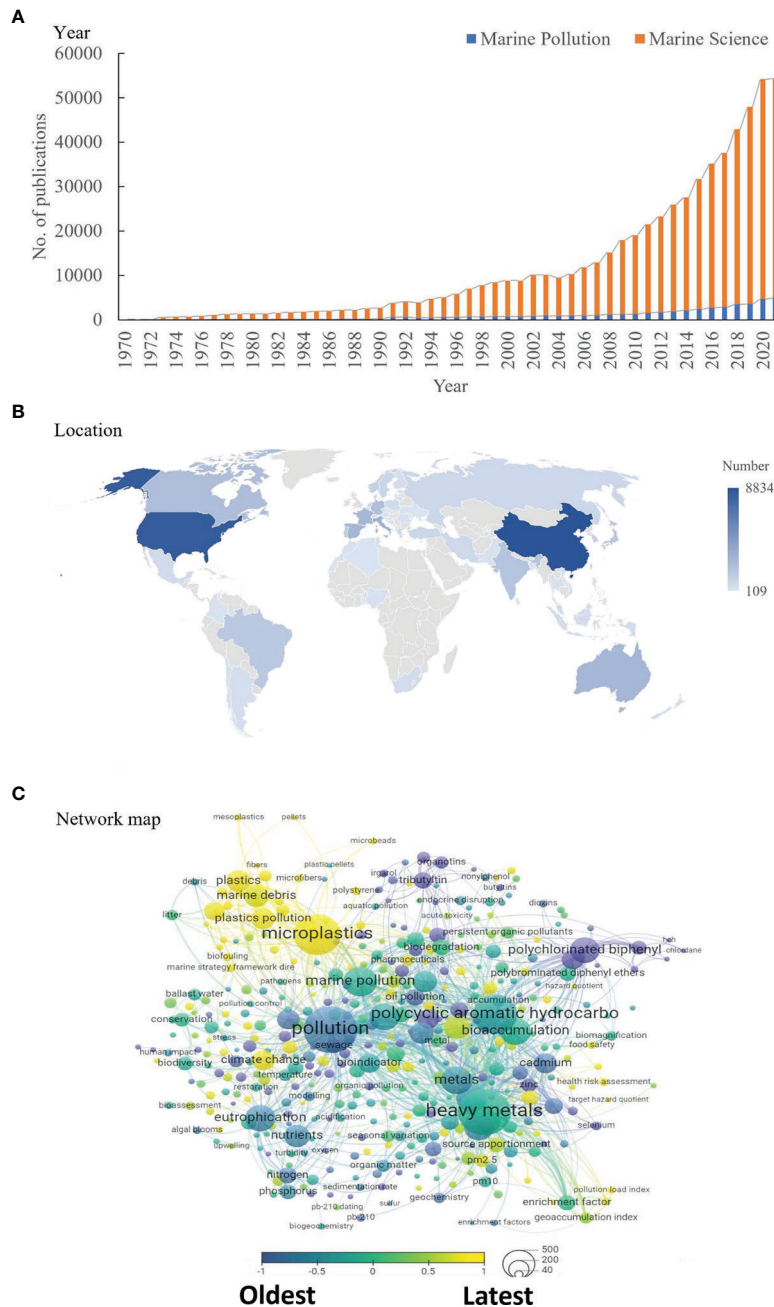 A
Year
Marine Pollution
Marine Science
60000
50000
40000
30000
20000
10000
0
No. of publications
1970
1972
1974
1976
1978
1980
1982
1984
1986
1988
1990
1992
1994
1996
1998
2000
2002
2004
2006
2008
2010
2012
2014
2016
2018
2020
Year
B
Location
Number
8834
109
C
Network map
mesoplastics
pellets
microbeads
fibers
plastic pellets
organotins
debris
plastics
microfibers
irgarol
tributyltin
nonylphenol
marine debris
polystyrene
butyltins
endocrine disruption
dioxins
litter
plastics pollution
aquatic pollution
acute toxicity
microplastics
persistent organic pollutants
hch
biofouling
biodegradation
polychlorinated biphenyl
chlordane
pharmaceuticals
marine strategy framework dire
polybrominated diphenyl ethers
pathogens
marine pollution
hazard quotient
ballast water
oil pollution
accumulation
pollution control
conservation
polycyclic aromatic hydrocarbo
pollution
bioaccumulation
stress
biomagnification
sewage
metal
food safety
human impact
climate change
bioindicator
cadmium
biodiversity
temperature
metals
zinc
health risk assessment
restoration
organic pollution
modelling
target hazard quotient
bioassessment
acidification
heavy metals
eutrophication
selenium
algal blooms
nutrients
seasonal variation
upwelling
oxygen
source apportionment
turbidity
organic matter
pm2.5
nitrogen
pollution load index
sedimentation rate
pm10
phosphorus
geochemistry
enrichment factor
pb-210 dating
sulfur
geoaccumulation index
pb-210
biogeochemistry
enrichment factors
-1
-0.5
0
0.5
1
500
200
40
Oldest
Latest